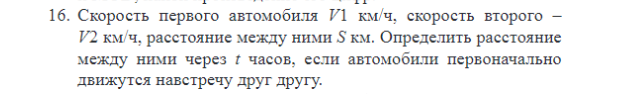 16. Скорость первого автомобиля V1 км/ч, скорость второго –
V2 км/ч, расстояние между ними S км. Определить расстояние
между ними через t часов, если автомобили первоначально
движутся навстречу друг другу.